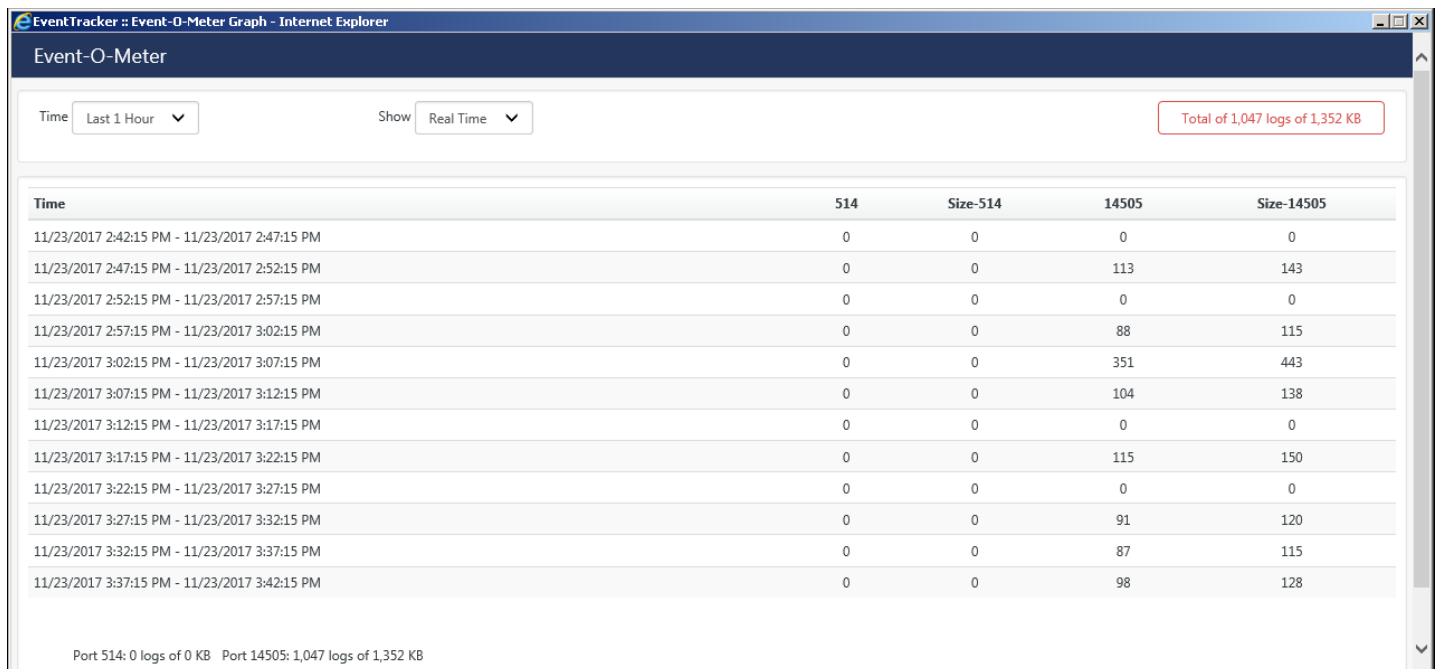 EventTracker :: Event-O-Meter Graph - Internet Explorer
Event-O-Meter
Time Last 1 Hour Show Real Time Total of 1,047 logs of 1,352 KB
Time 514 Size-514 14505 Size-14505
11/23/2017 2:42:15 PM - 11/23/2017 2:47:15 PM 0 0 0 0
11/23/2017 2:47:15 PM - 11/23/2017 2:52:15 PM 0 0 113 143
11/23/2017 2:52:15 PM - 11/23/2017 2:57:15 PM 0 0 0 0
11/23/2017 2:57:15 PM - 11/23/2017 3:02:15 PM 0 0 88 115
11/23/2017 3:02:15 PM - 11/23/2017 3:07:15 PM 0 0 351 443
11/23/2017 3:07:15 PM - 11/23/2017 3:12:15 PM 0 0 104 138
11/23/2017 3:12:15 PM - 11/23/2017 3:17:15 PM 0 0 0 0
11/23/2017 3:17:15 PM - 11/23/2017 3:22:15 PM 0 0 115 150
11/23/2017 3:22:15 PM - 11/23/2017 3:27:15 PM 0 0 0 0
11/23/2017 3:27:15 PM - 11/23/2017 3:32:15 PM 0 0 91 120
11/23/2017 3:32:15 PM - 11/23/2017 3:37:15 PM 0 0 87 115
11/23/2017 3:37:15 PM - 11/23/2017 3:42:15 PM 0 0 98 128
Port 514: 0 logs of 0 KB Port 14505: 1,047 logs of 1,352 KB